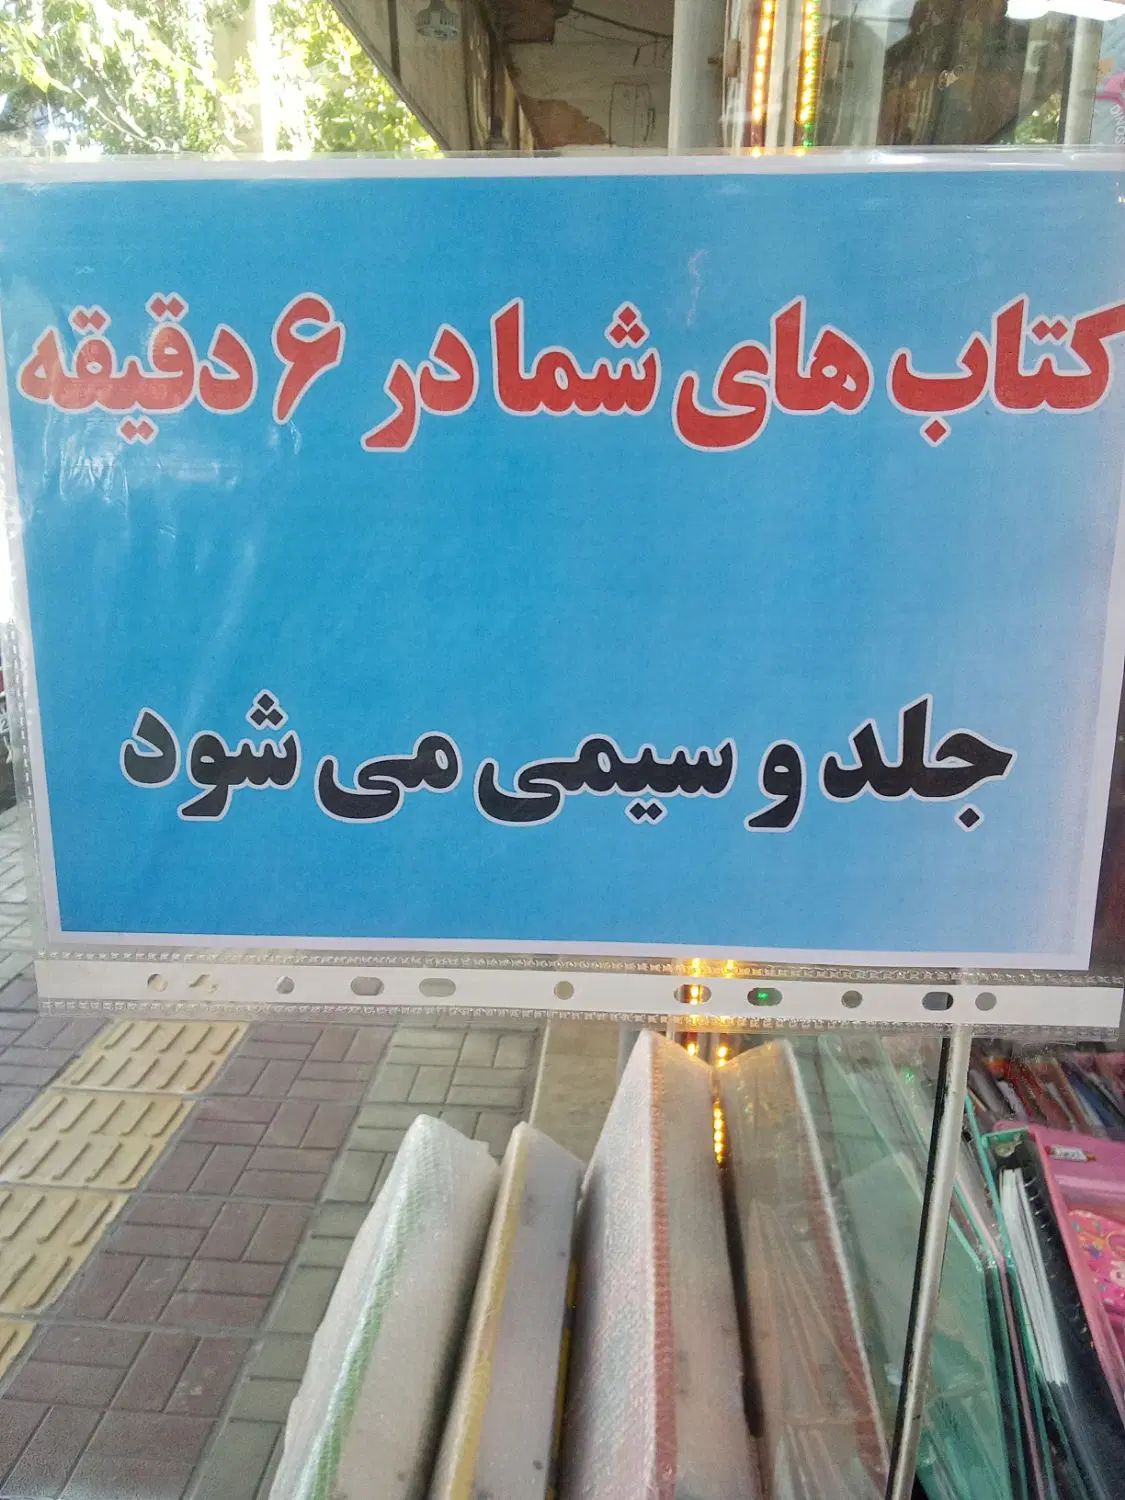 کتاب های شما در ۶ دقیقه
جلد و سیمی می شود